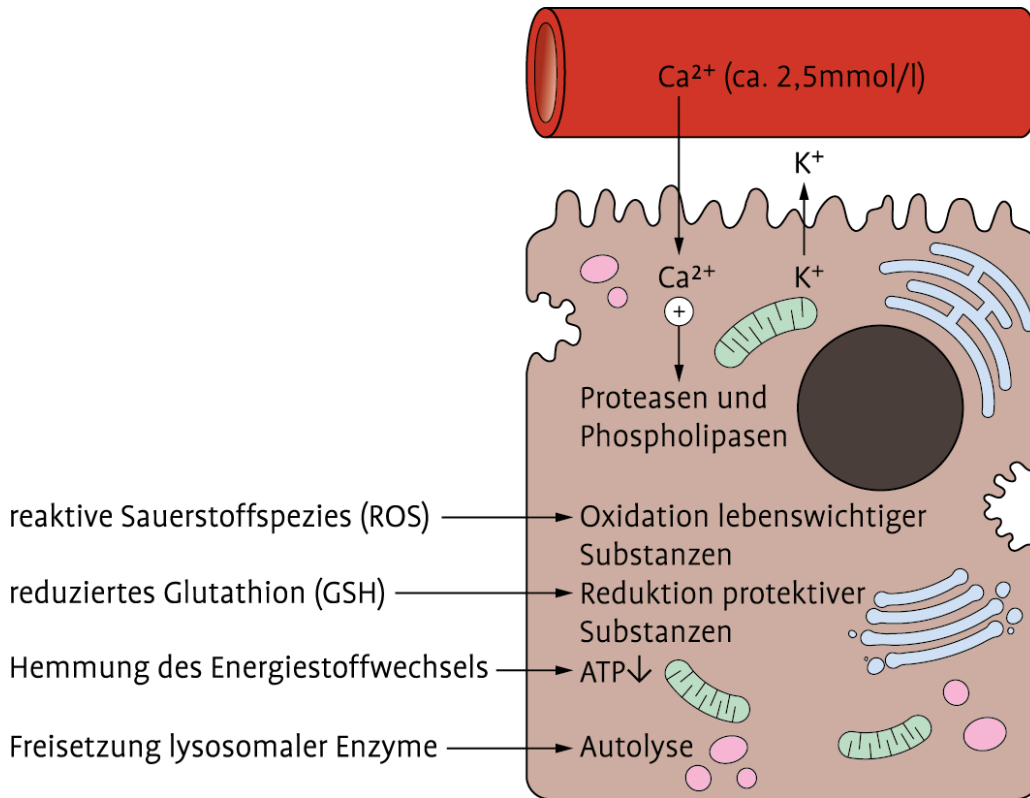 Ca²⁺ (ca. 2,5mmol/l)
K⁺
Ca²⁺
K⁺
+
Proteasen und
Phospholipasen
reaktive Sauerstoffspezies (ROS)
Oxidation lebenswichtiger
Substanzen
reduziertes Glutathion (GSH)
Reduktion protektiver
Substanzen
Hemmung des Energiestoffwechsels
ATP↓
Freisetzung lysosomaler Enzyme
Autolyse